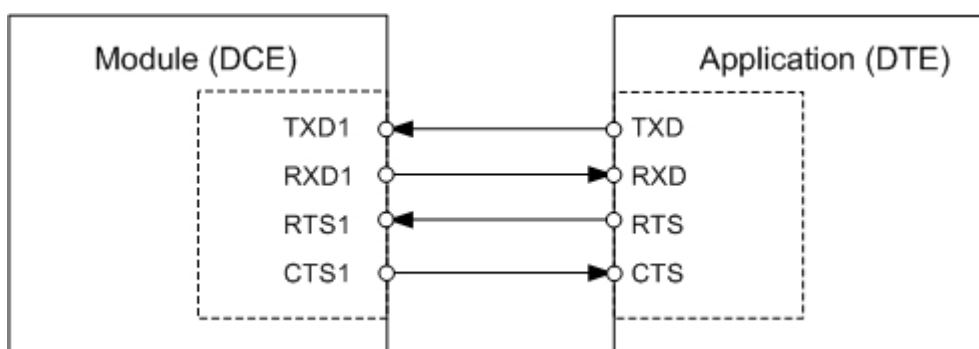 Module (DCE)
Application (DTE)
TXD1
TXD
RXD1
RXD
RTS1
RTS
CTS1
CTS